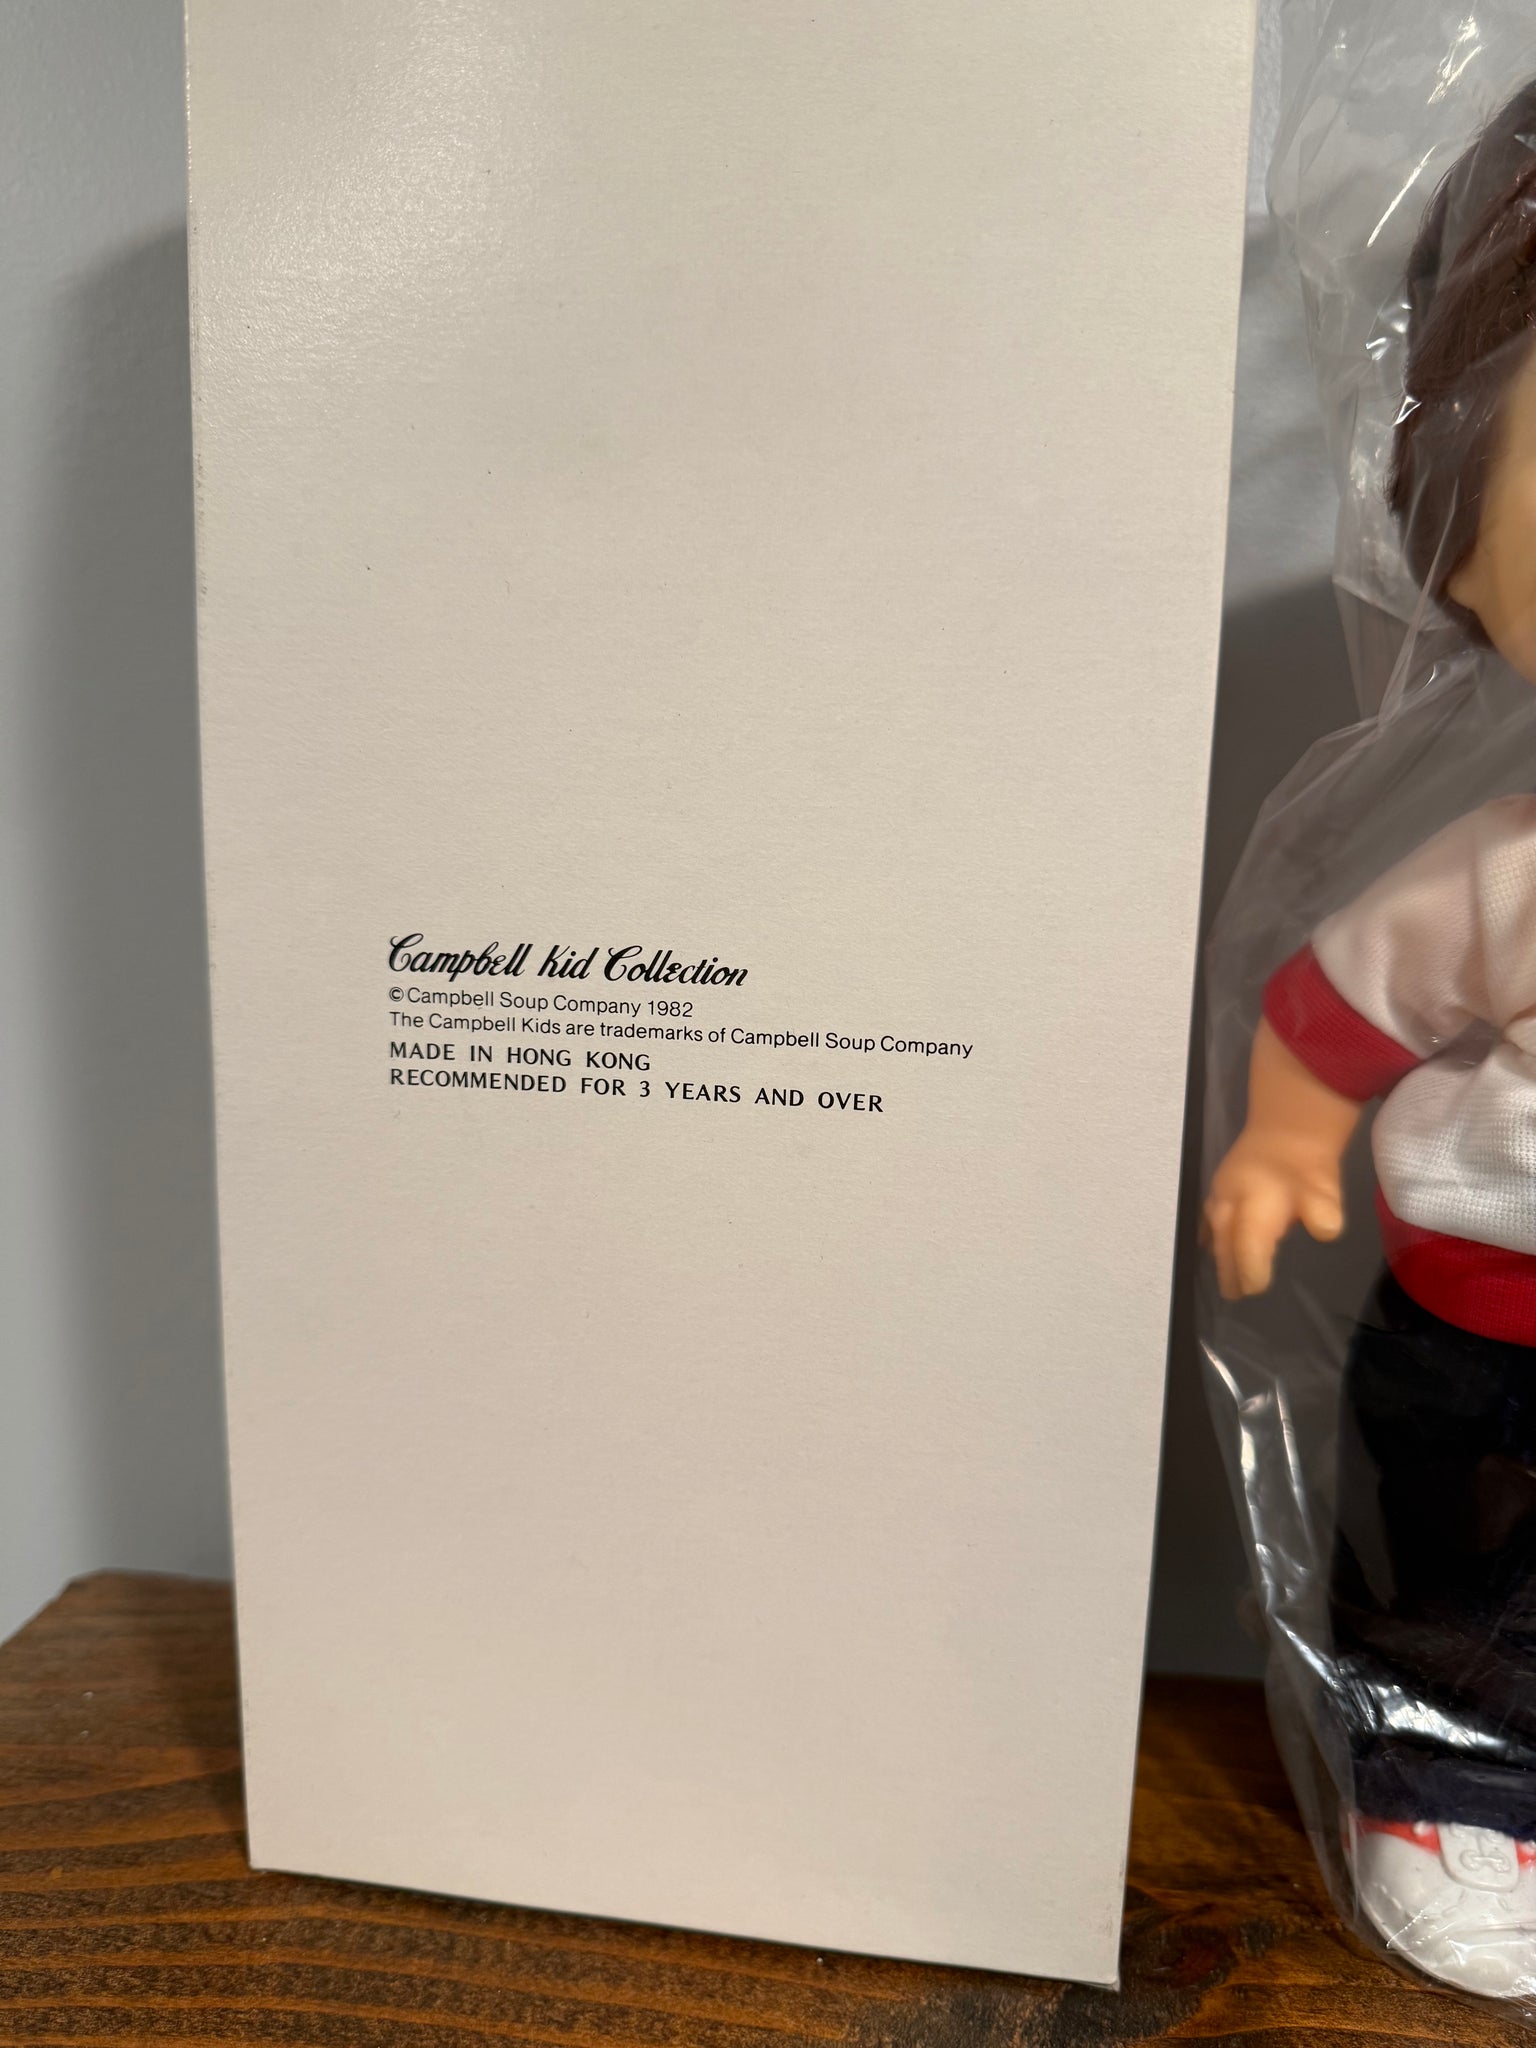 Campbell Kid Collection
©Campbell Soup Company 1982
The Campbell Kids are trademarks of Campbell Soup Company
MADE IN HONG KONG
RECOMMENDED FOR 3 YEARS AND OVER